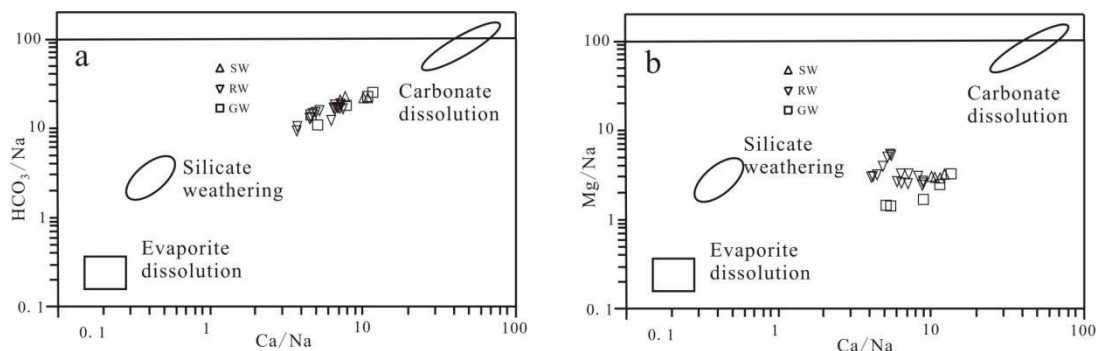 a
△ SW
▽ RW
□ GW
Carbonate
dissolution
Silicate
weathering
Evaporite
dissolution
HCO₃/Na
100
10
1
0. 1
0. 1
1
10
100
Ca/Na
b
△ SW
▽ RW
□ GW
Carbonate
dissolution
Silicate
weathering
Evaporite
dissolution
Mg/Na
100
10
1
0. 1
0. 1
1
10
100
Ca/Na